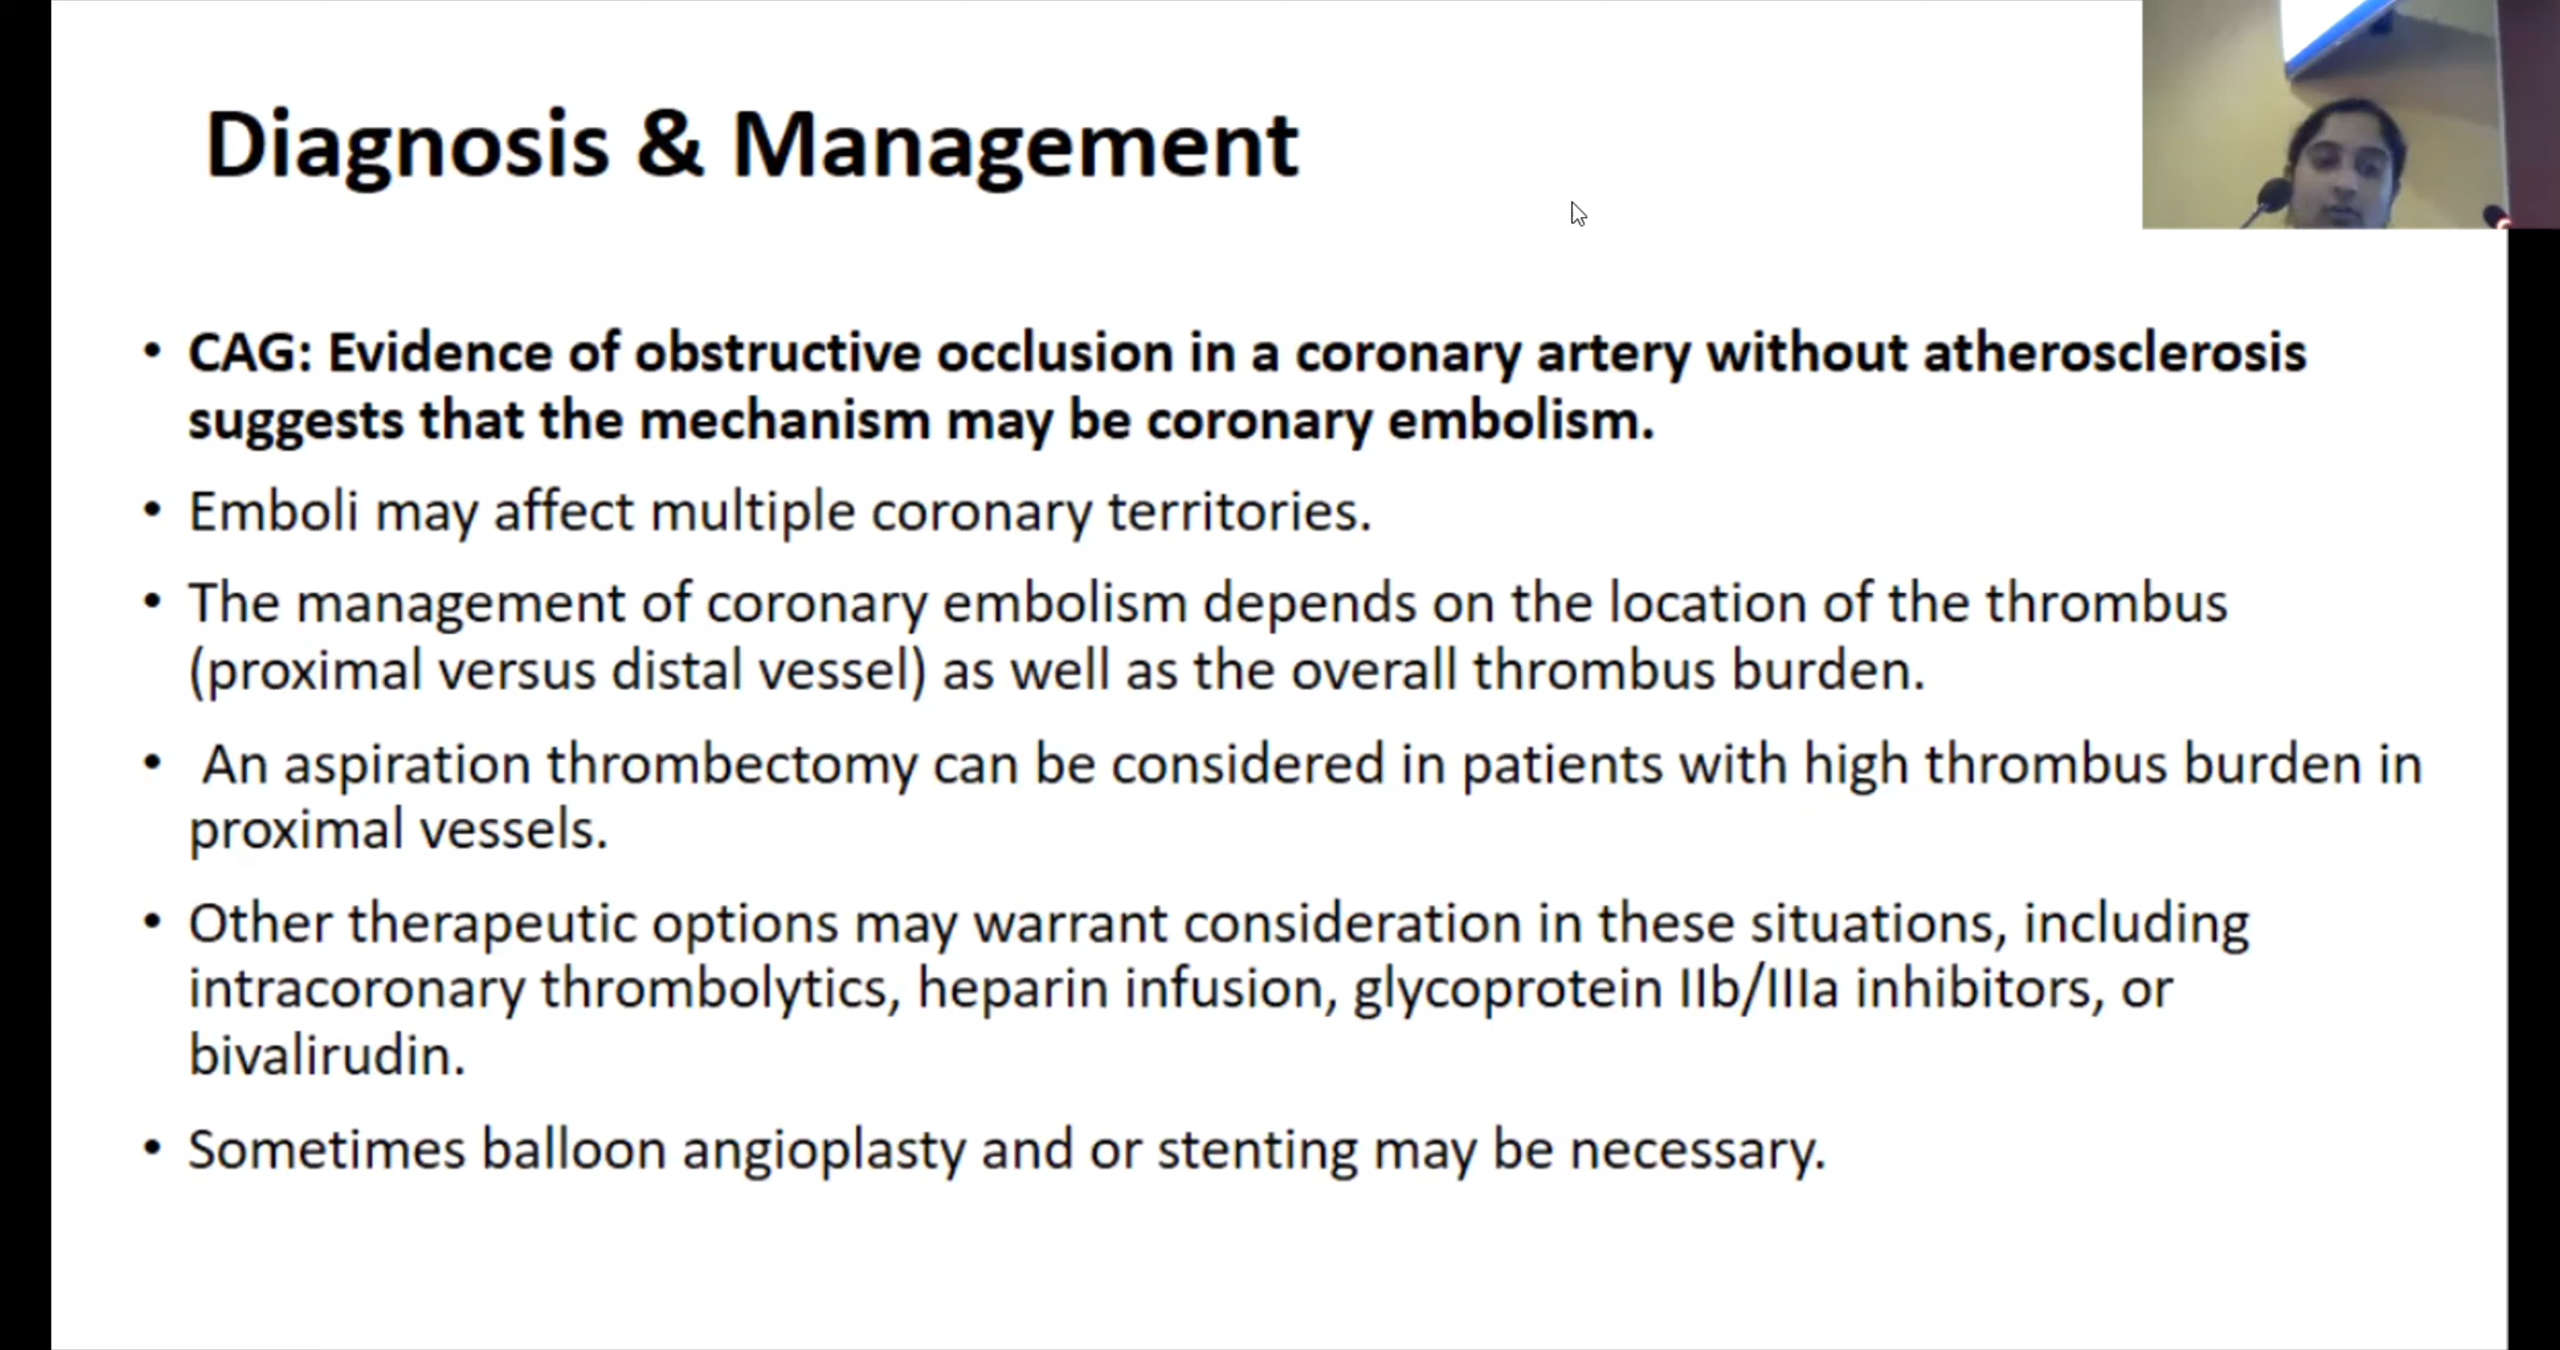 Diagnosis & Management
• CAG: Evidence of obstructive occlusion in a coronary artery without atherosclerosis
suggests that the mechanism may be coronary embolism.
• Emboli may affect multiple coronary territories.
• The management of coronary embolism depends on the location of the thrombus
(proximal versus distal vessel) as well as the overall thrombus burden.
• An aspiration thrombectomy can be considered in patients with high thrombus burden in
proximal vessels.
• Other therapeutic options may warrant consideration in these situations, including
intracoronary thrombolytics, heparin infusion, glycoprotein IIb/IIIa inhibitors, or
bivalirudin.
• Sometimes balloon angioplasty and or stenting may be necessary.